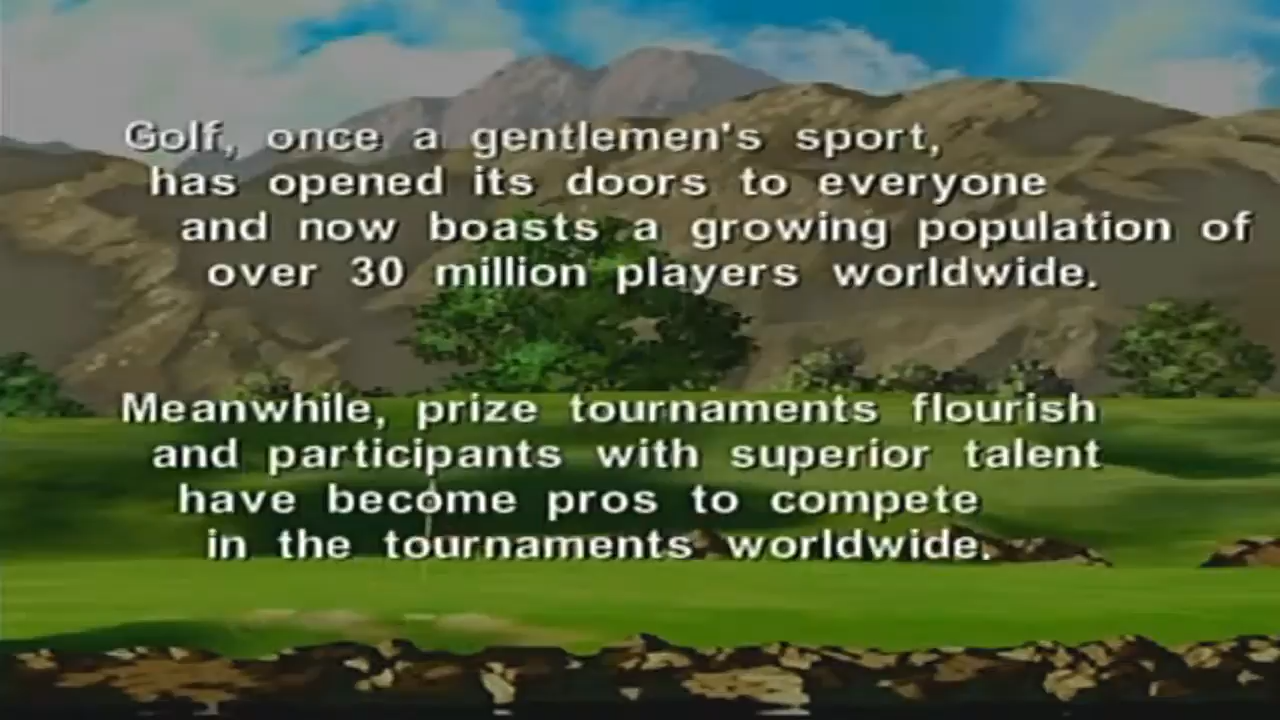 Golf, once a gentlemen's sport,
has opened its doors to everyone
and now boasts a growing population of
over 30 million players worldwide.
Meanwhile, prize tournaments flourish
and participants with superior talent
have become pros to compete
in the tournaments worldwide.